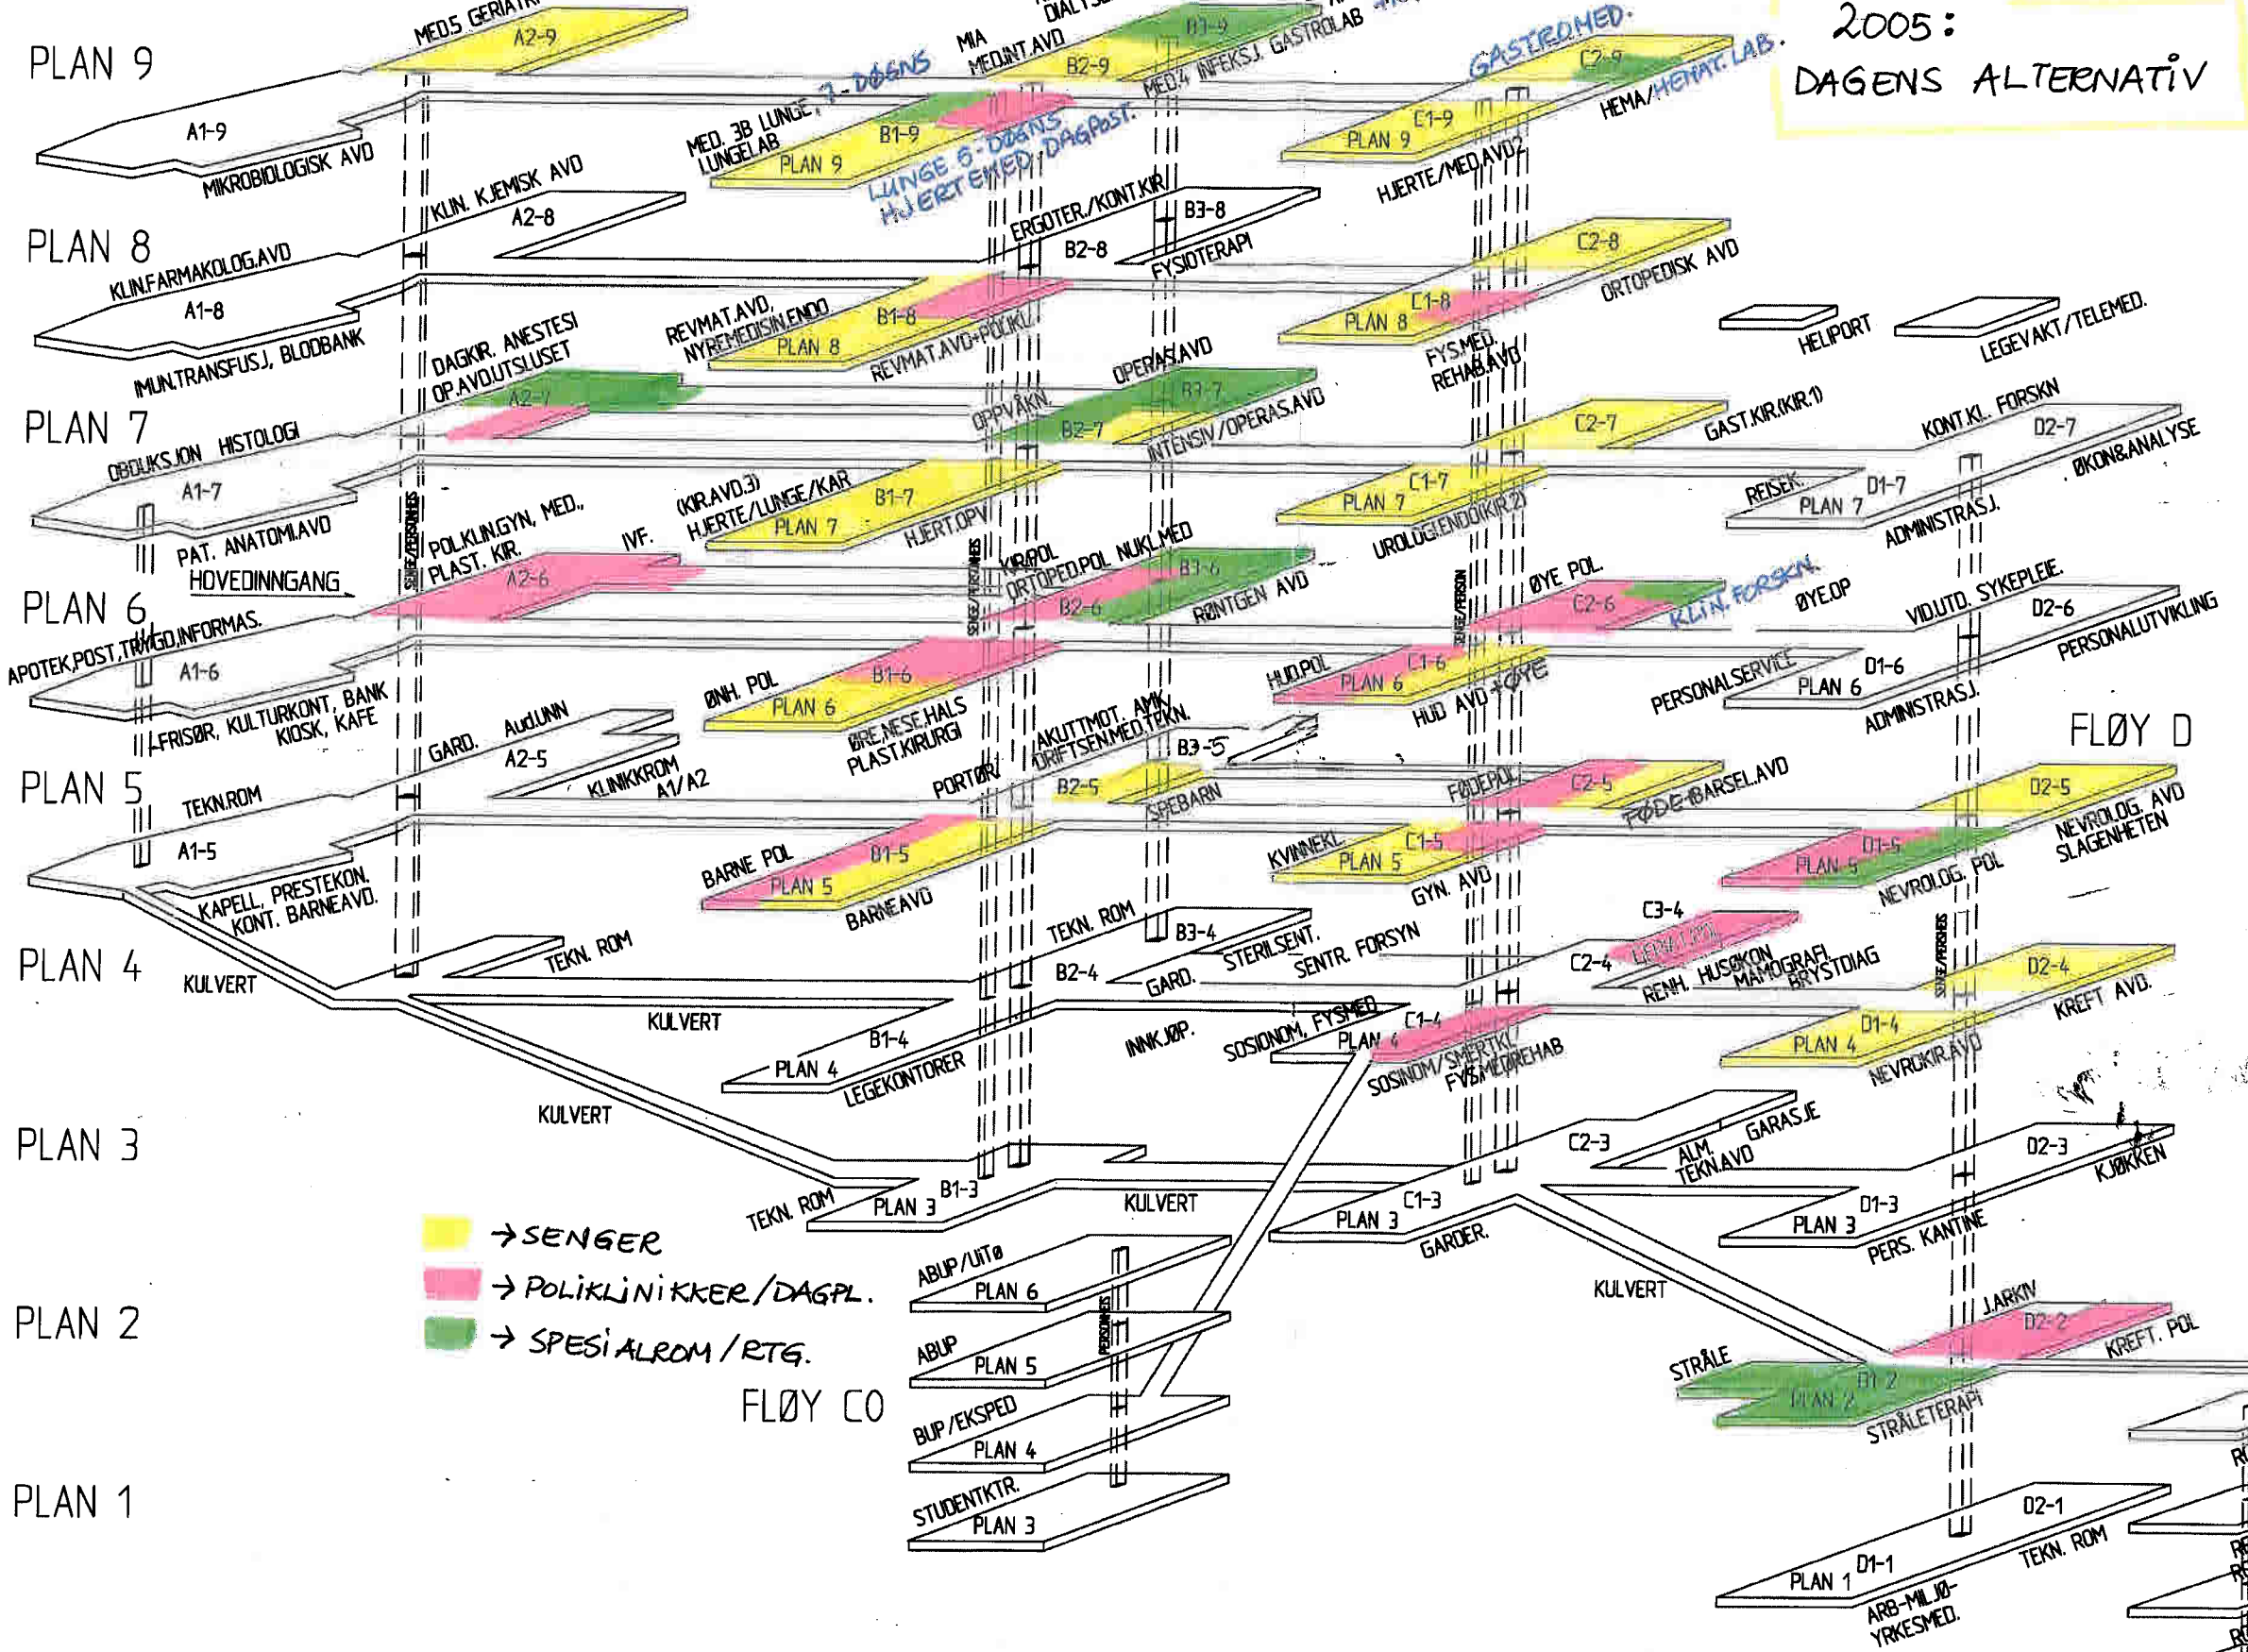 2005:
DAGENS ALTERNATIV
PLAN 9
MED.5 GERIATRI
A2-9
MIA
MED.INT.AVD
B2-9
B3-9
MED.4 INFEKSJ. GASTROLAB
GASTROMED.
C2-9
HEMA/HEMAT. LAB.
A1-9
MIKROBIOLOGISK AVD
MED. 3B LUNGE, 7-DØGNS
LUNGELAB
B1-9
PLAN 9
LUNGE 6-DØGNS
HJERTEMED. DAGPOST.
C1-9
PLAN 9
HJERTE/MED.AVD2
PLAN 8
KLIN. KJEMISK AVD
A2-8
KLIN.FARMAKOLOG.AVD
A1-8
IMUN.TRANSFUSJ, BLODBANK
ERGOTER./KONT.KIR
B2-8
B3-8
FYSIOTERAPI
REVMAT.AVD,
NYREMEDISIN.ENDO
B1-8
PLAN 8
REVMAT.AVD+POLIKL.
C2-8
ORTOPEDISK AVD
C1-8
PLAN 8
FYS.MED.
REHAB.AVD
HELIPORT
LEGEVAKT/TELEMED.
PLAN 7
DAGKIR. ANESTESI
OP.AVD.UTSLUSET
A2-7
OBDUKSJON HISTOLOGI
A1-7
PAT. ANATOMI.AVD
OPERAS.AVD
OPPVÅKN.
B2-7
B3-7
INTENSIV/OPERAS.AVD
(KIR.AVD.3)
HJERTE/LUNGE/KAR
B1-7
PLAN 7
HJERT.OPV
C2-7
GAST.KIR.(KIR.1)
C1-7
PLAN 7
UROLOGI.ENDO(KIR.2)
KONT.KL. FORSKN
D2-7
ØKON&ANALYSE
REISEK.
D1-7
PLAN 7
ADMINISTRASJ.
HOVEDINNGANG
PLAN 6
SENGE/PERSONHEIS
POLKLIN.GYN, MED.,
PLAST. KIR.
IVF.
A2-6
APOTEK,POST,TRYGD,INFORMAS.
A1-6
FRISØR, KULTURKONT, BANK
KIOSK, KAFE
KIR.POL
ORTOPED.POL NUKL.MED
B2-6
B3-6
RØNTGEN AVD
ØNH. POL
B1-6
PLAN 6
ØRE,NESE,HALS
PLAST.KIRURGI
ØYE POL.
C2-6
KLIN. FORSKN.
ØYE.OP
HUD.POL
C1-6
PLAN 6
HUD AVD + ØYE
VID.UTD. SYKEPLEIE.
D2-6
PERSONALUTVIKLING
PERSONALSERVICE
D1-6
PLAN 6
ADMINISTRASJ.
FLØY D
PLAN 5
GARD. Aud.UNN
A2-5
KLINIKKROM
A1/A2
TEKN.ROM
A1-5
KAPELL, PRESTEKON.
KONT. BARNEAVD.
AKUTTMOT. AMK
DRIFTSEN.MED.TEKN.
PORTØR.
B2-5
B3-5
SPEBARN
BARNE POL
B1-5
PLAN 5
BARNEAVD
FØDEPOL
C2-5
FØDE-BARSEL.AVD
KVINNEKL.
C1-5
PLAN 5
GYN. AVD
D2-5
NEVROLOG. AVD
SLAGENHETEN
D1-5
PLAN 5
NEVROLOG. POL
PLAN 4
KULVERT
TEKN. ROM
TEKN. ROM
B2-4
B3-4
GARD.
STERILSENT.
SENTR. FORSYN
KULVERT
B1-4
PLAN 4
LEGEKONTORER
INNKJØP.
C3-4
C2-4
RENH. HUSØKON
MAMOGRAFI.
BRYSTDIAG
SOSIONOM, FYSMED
C1-4
PLAN 4
SOSINOM/SMERTKL.
FYS.MED.REHAB
D2-4
KREFT AVD.
D1-4
PLAN 4
NEVROKIR.AVD
PLAN 3
KULVERT
TEKN. ROM
B1-3
PLAN 3
KULVERT
C2-3
ALM. GARASJE
TEKN.AVD
C1-3
PLAN 3
GARDER.
D2-3
KJØKKEN
D1-3
PLAN 3
PERS. KANTINE
→ SENGER
→ POLIKLINIKKER/DAGPL.
→ SPESIALROM/RTG.
PLAN 2
FLØY CO
ABUP/UiTØ
PLAN 6
PERSONHEIS
ABUP
PLAN 5
BUP/EKSPED
PLAN 4
STUDENTKTR.
PLAN 3
KULVERT
J.ARKIV
D2-2
KREFT. POL
STRÅLE
D1-2
PLAN 2
STRÅLETERAPI
PLAN 1
D2-1
TEKN. ROM
D1-1
PLAN 1
ARB-MILJØ-
YRKESMED.